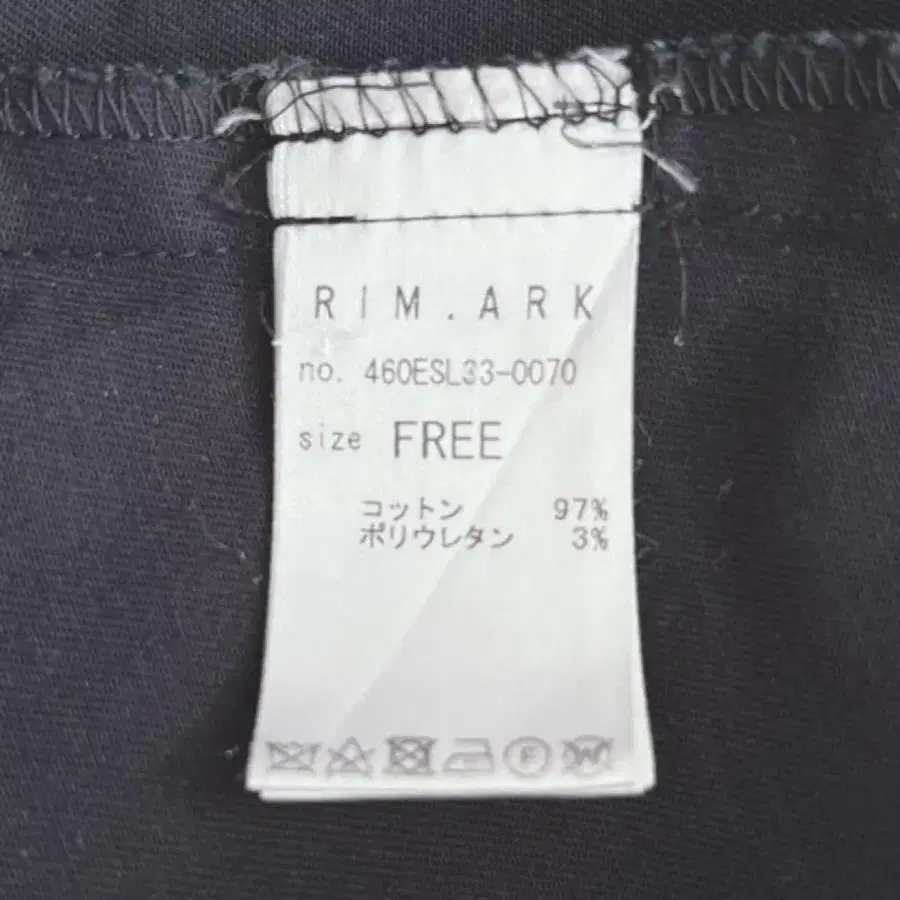 RIM.ARK
no. 460ESL33-0070
size FREE
コットン 97%
ポリウレタン 3%
F W